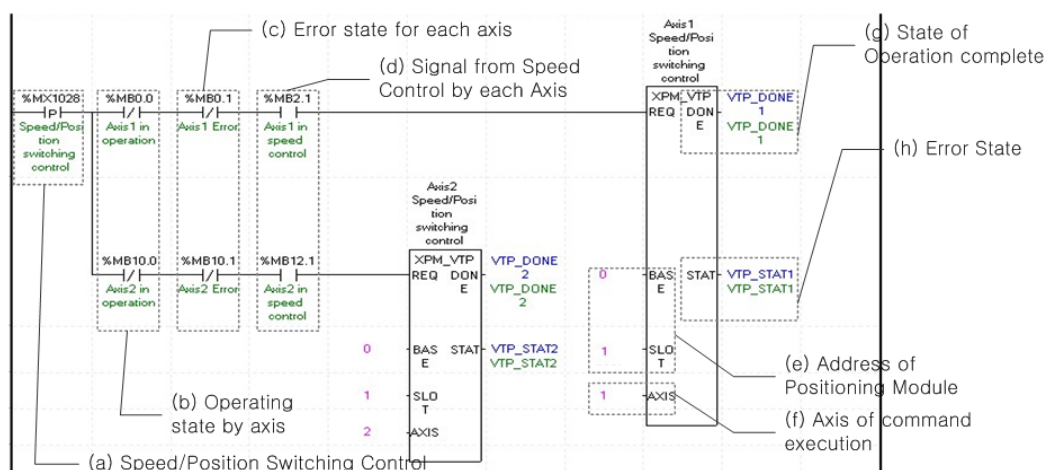 (c) Error state for each axis
(d) Signal from Speed
Control by each Axis
Axis1
Speed/Posi
tion
switching
control
(g) State of
Operation complete
%MX1028
P
Speed/Pos
tion
switching
control
%MB0.0
Axis1 in
operation
%MB0.1
Axis1 Error
%MB2.1
Axis1 in
speed
control
XPM_VTP
REQ DON
E
VTP_DONE
1
VTP_DONE
1
(h) Error State
Axis2
Speed/Posi
tion
switching
control
%MB10.0
Axis2 in
operation
%MB10.1
Axis2 Error
%MB12.1
Axis2 in
speed
control
XPM_VTP
REQ DON
E
VTP_DONE
2
VTP_DONE
2
0
BAS STAT
E
VTP_STAT1
VTP_STAT1
0
BAS STAT
E
VTP_STAT2
VTP_STAT2
1
SLO
T
(e) Address of
Positioning Module
1
SLO
T
1
AXIS
2
AXIS
(b) Operating
state by axis
(f) Axis of command
execution
(a) Speed/Position Switching Control